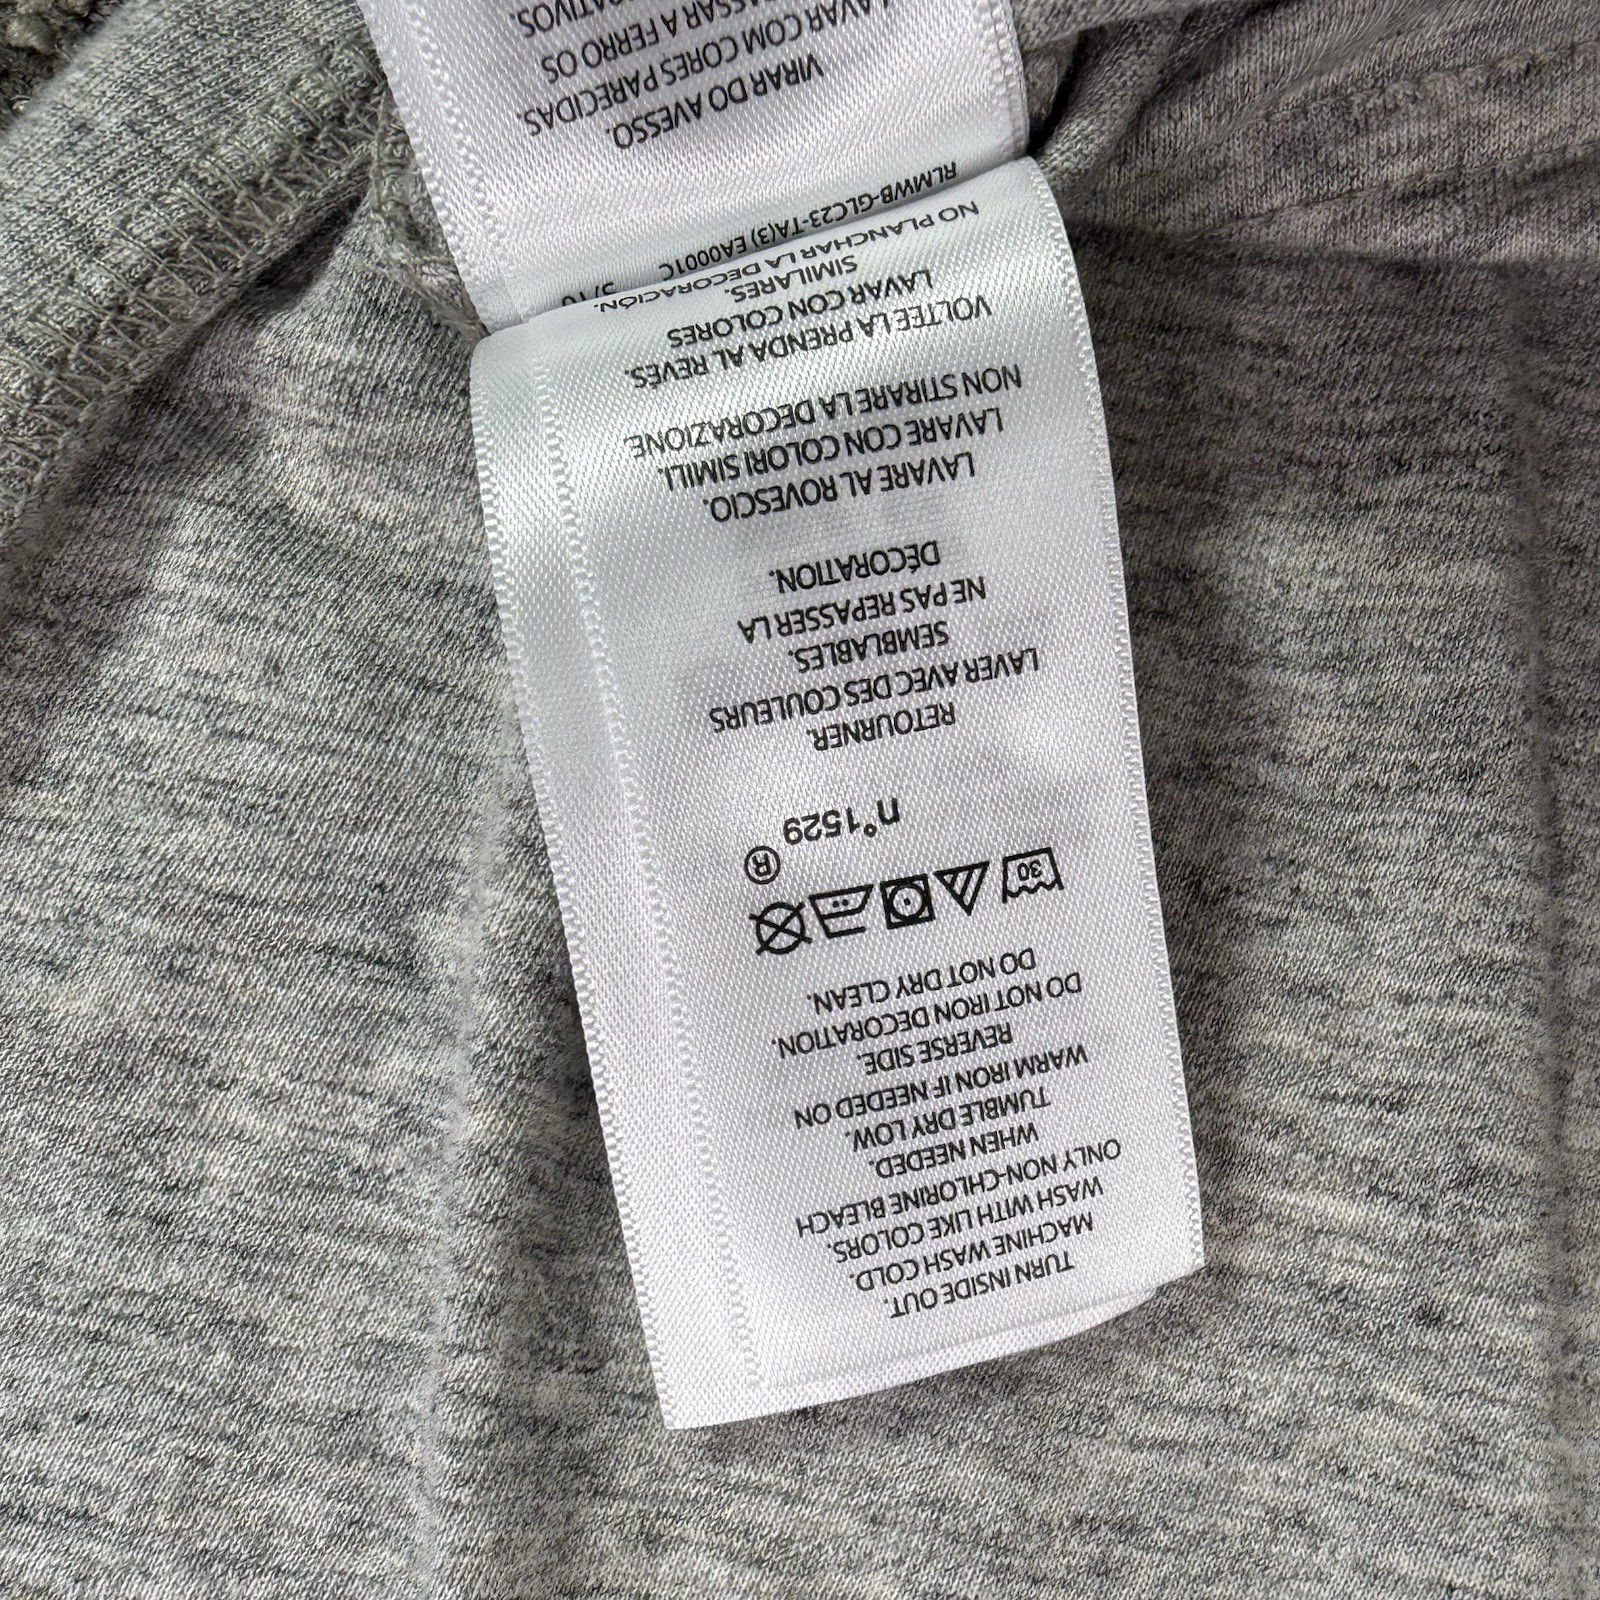 TURN INSIDE OUT.
MACHINE WASH COLD.
WASH WITH LIKE COLORS.
ONLY NON-CHLORINE BLEACH
WHEN NEEDED.
TUMBLE DRY LOW.
WARM IRON IF NEEDED ON
REVERSE SIDE.
DO NOT IRON DECORATION.
DO NOT DRY CLEAN.
30
®
n°1529
RETOURNER.
LAVER AVEC DES COULEURS
SEMBLABLES.
NE PAS REPASSER LA
DÉCORATION.
LAVARE AL ROVESCIO.
LAVARE CON COLORI SIMILI.
NON STIRARE LA DECORAZIONE.
VOLTEE LA PRENDA AL REVÉS.
LAVAR CON COLORES
SIMILARES.
NO PLANCHAR LA DECORACIÓN.
RLMWB-GLC23-TA(3) EA0001C
VIRAR DO AVESSO.
LAVAR COM CORES PARECIDAS.
PASSAR A FERRO OS